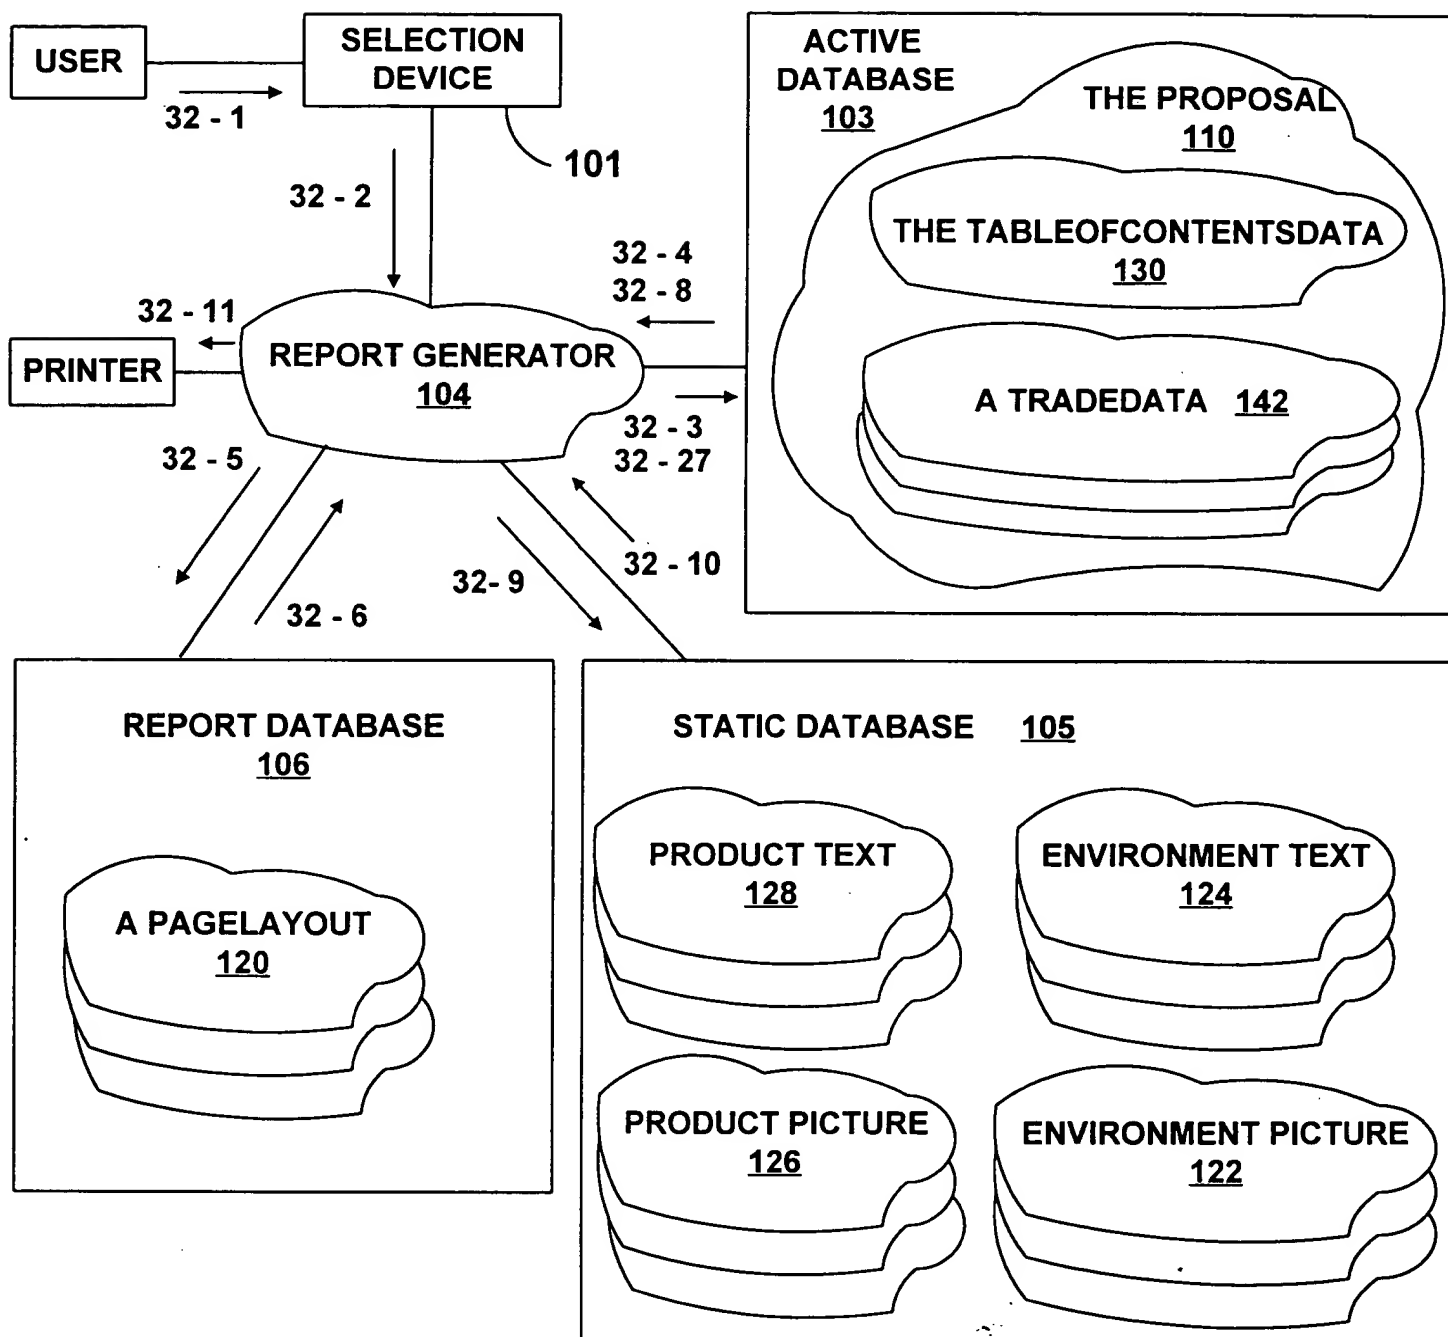 USER
SELECTION
DEVICE
32 - 1
101
32 - 2
ACTIVE
DATABASE
103
THE PROPOSAL
110
THE TABLEOFCONTENTSDATA
130
A TRADEDATA 142
32 - 4
32 - 8
32 - 11
PRINTER
REPORT GENERATOR
104
32 - 3
32 - 27
32 - 5
32 - 6
32- 9
32 - 10
REPORT DATABASE
106
A PAGELAYOUT
120
STATIC DATABASE 105
PRODUCT TEXT
128
ENVIRONMENT TEXT
124
PRODUCT PICTURE
126
ENVIRONMENT PICTURE
122